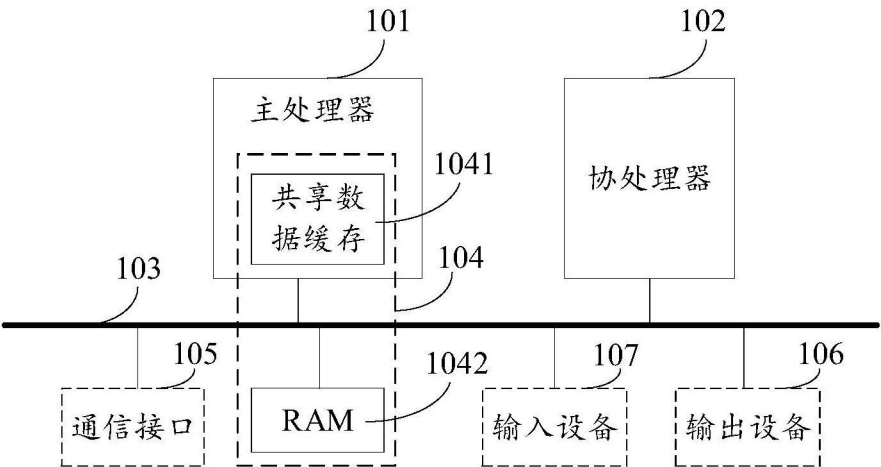 101
102
主处理器
1041
共享数
据缓存
协处理器
103
104
105
1042
107
106
通信接口
RAM
输入设备
输出设备